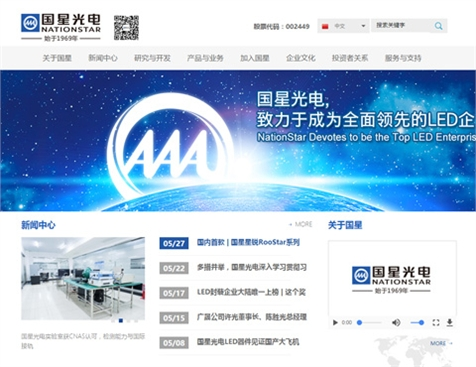 国星光电
NATIONSTAR
始于1969年
股票代码：002449
中文
搜索关键字
关于国星
新闻中心
研究与开发
产品与业务
加入国星
企业文化
投资者关系
服务与支持
国星光电,
致力于成为全面领先的LED企
NationStar Devotes to be the Top LED Enterpris
新闻中心
+ MORE
关于国星
国星光电实验室获CNAS认可，检测能力与国际
接轨
05/27 国内首款 | 国星星锐RooStar系列
05/22 多措并举，国星光电深入学习贯彻习
05/17 LED封装企业大陆唯一上榜 | 这个奖
05/15 广晟公司许光董事长、陈胜光总经理
05/08 国星光电LED器件见证国产大飞机
国星光电
NATIONSTAR
始于1969年
0:00
MORE